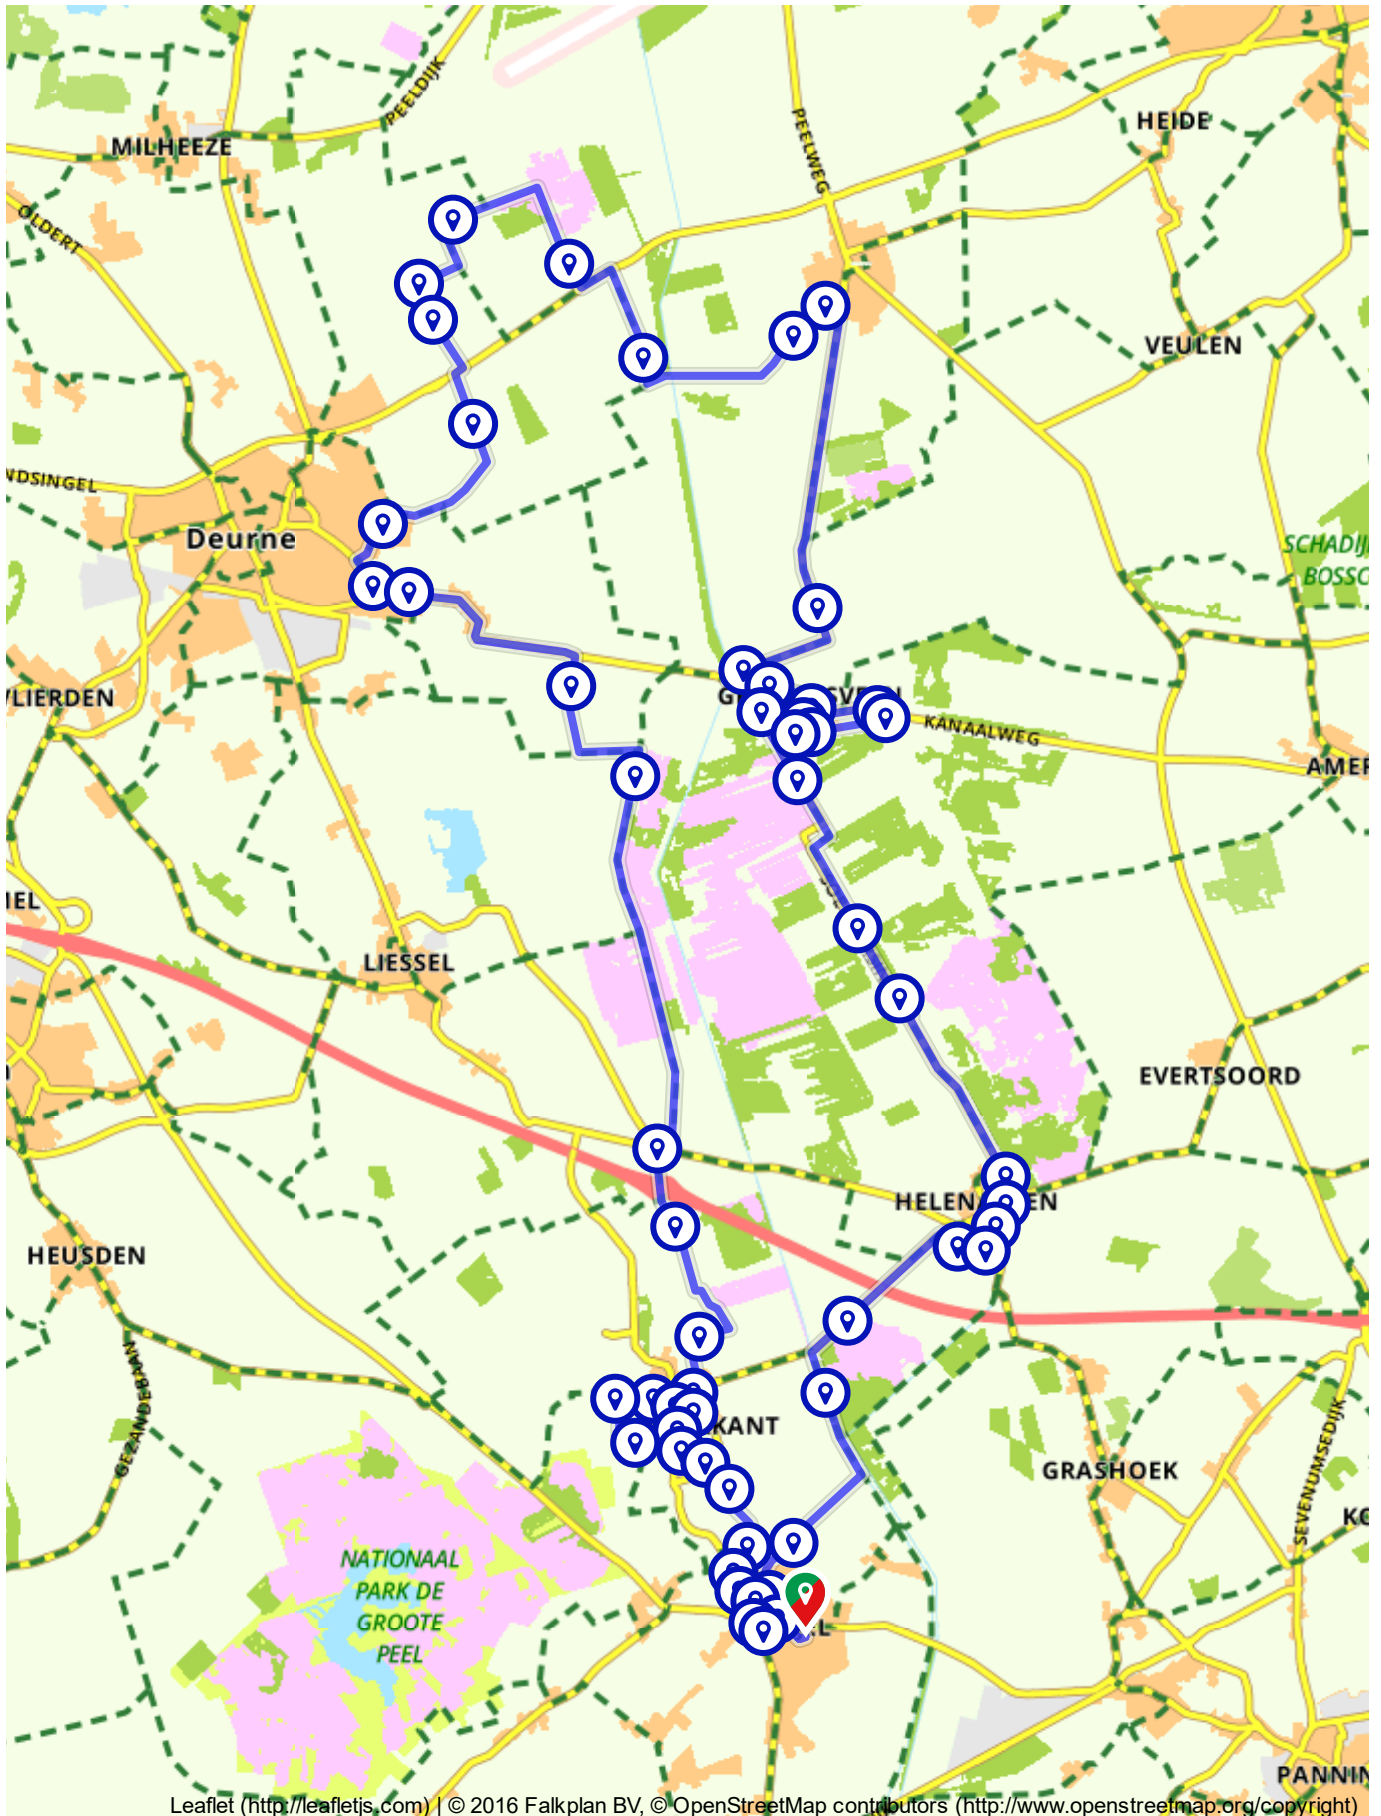 HEIDE
PEELDIJK
PEELWEG
MILHEEZE
OLDERT
VEULEN
NDSINGEL
Deurne
SCHADIJ
BOSSC
VLIERDEN
KANAALWEG
AMER
LIESSEL
EVERTSOORD
HEUSDEN
GEZANDEBAAN
KANT
GRASHOEK
SEVENUMSEDIJK
KO
NATIONAAL
PARK DE
GROOTE
PEEL
PANNIN
Leaflet (http://leafletjs.com) | © 2016 Falkplan BV, © OpenStreetMap contributors (http://www.openstreetmap.org/copyright)